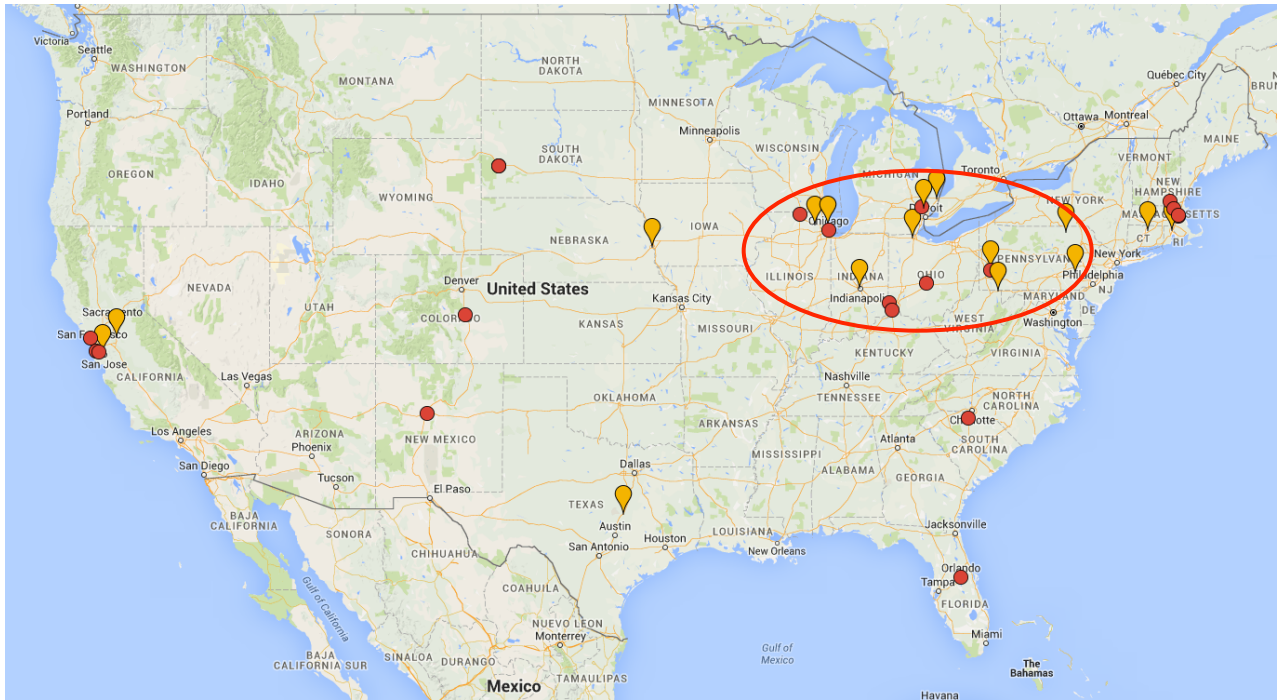 Victoria
Seattle
WASHINGTON
Portland
OREGON
IDAHO
MONTANA
NORTH
DAKOTA
SOUTH
DAKOTA
MINNESOTA
Minneapolis
WISCONSIN
MICHIGAN
Toronto
Ottawa
Montreal
Québec City
MAINE
VERMONT
NEW
HAMPSHIRE
NEW YORK
MASSACHUSETTS
CT
RI
WYOMING
NEBRASKA
IOWA
Chicago
Detroit
ILLINOIS
INDIANA
Indianapolis
OHIO
PENNSYLVANIA
New York
Philadelphia
NJ
MARYLAND
DE
Washington
WEST
VIRGINIA
VIRGINIA
NEVADA
UTAH
Denver
COLORADO
United States
KANSAS
Kansas City
MISSOURI
KENTUCKY
Sacramento
San Francisco
San Jose
CALIFORNIA
Las Vegas
Los Angeles
San Diego
ARIZONA
Phoenix
Tucson
NEW MEXICO
El Paso
OKLAHOMA
ARKANSAS
Nashville
TENNESSEE
NORTH
CAROLINA
Charlotte
SOUTH
CAROLINA
Atlanta
MISSISSIPPI
ALABAMA
GEORGIA
Dallas
TEXAS
Austin
San Antonio
Houston
LOUISIANA
New Orleans
Jacksonville
Orlando
Tampa
FLORIDA
Miami
BAJA
CALIFORNIA
SONORA
CHIHUAHUA
COAHUILA
Gulf of California
BAJA
CALIFORNIA SUR
SINALOA
DURANGO
NUEVO LEON
Monterrey
TAMAULIPAS
Mexico
Gulf of
Mexico
The
Bahamas
Havana